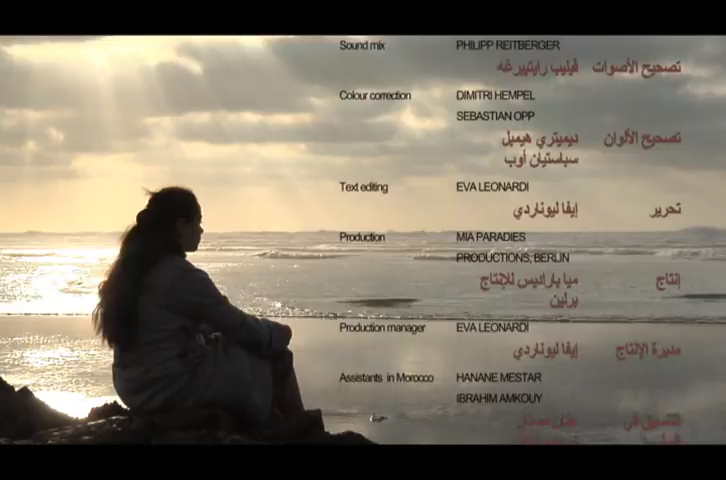 Sound mix PHILIPP REITBERGER
تصحيح الأصوات فيليب رايتبيرغه
Colour correction DIMITRI HEMPEL
SEBASTIAN OPP
تصحيح الألوان ديميتري هيمبل
سباستيان أوب
Text editing EVA LEONARDI
تحرير إيفا ليوناردي
Production MIA PARADIES
PRODUCTIONS, BERLIN
إنتاج ميا باراديس للإنتاج
برلين
Production manager EVA LEONARDI
مديرة الإنتاج إيفا ليوناردي
Assistants in Morocco HANANE MESTAR
IBRAHIM AMKOUY